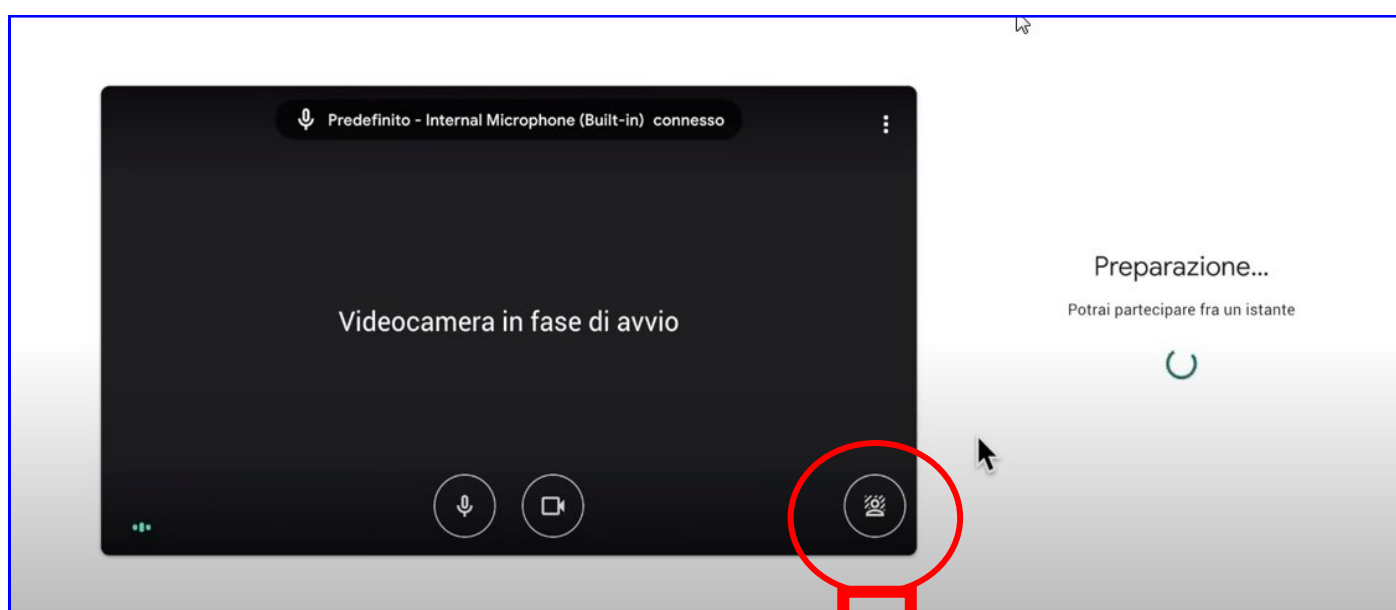 Predefinito - Internal Microphone (Built-in) connesso
Preparazione...
Potrai partecipare fra un istante
Videocamera in fase di avvio